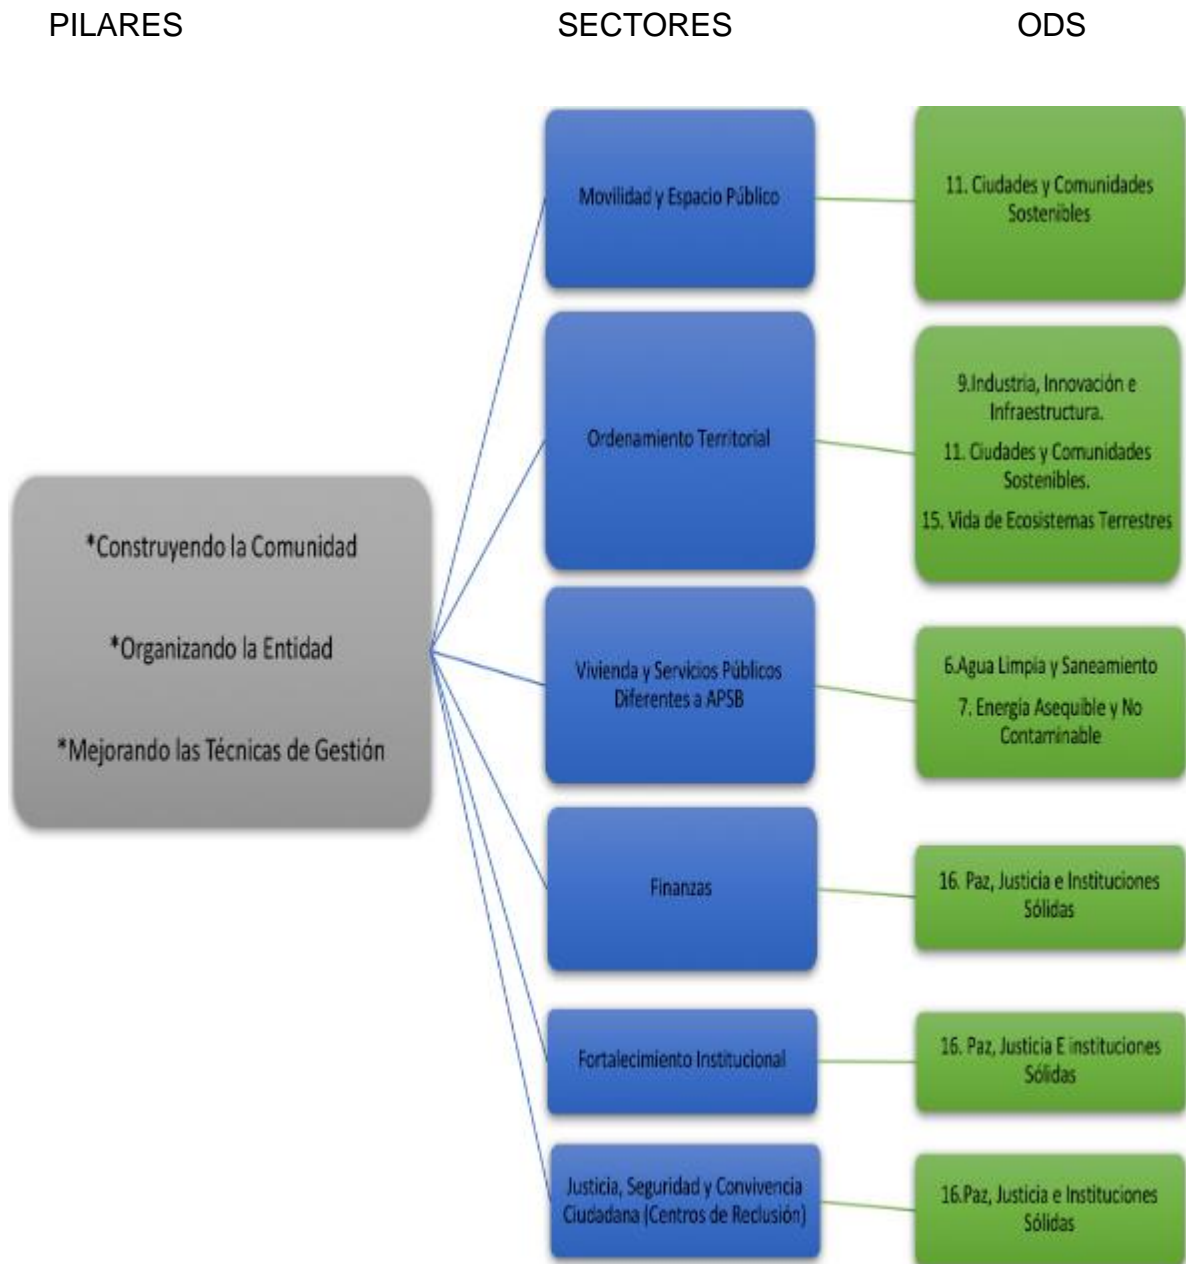 PILARES SECTORES ODS
*Construyendo la Comunidad
*Organizando la Entidad
*Mejorando las Técnicas de Gestión
Movilidad y Espacio Público
11. Ciudades y Comunidades
Sostenibles
Ordenamiento Territorial
9.Industria, Innovación e
Infraestructura.
11. Ciudades y Comunidades
Sostenibles.
15. Vida de Ecosistemas Terrestres
Vivienda y Servicios Públicos
Diferentes a APSB
6.Agua Limpia y Saneamiento
7. Energía Asequible y No
Contaminable
Finanzas
16. Paz, Justicia e Instituciones
Sólidas
Fortalecimiento Institucional
16. Paz, Justicia E instituciones
Sólidas
Justicia, Seguridad y Convivencia
Ciudadana (Centros de Reclusión)
16.Paz, Justicia e Instituciones
Sólidas